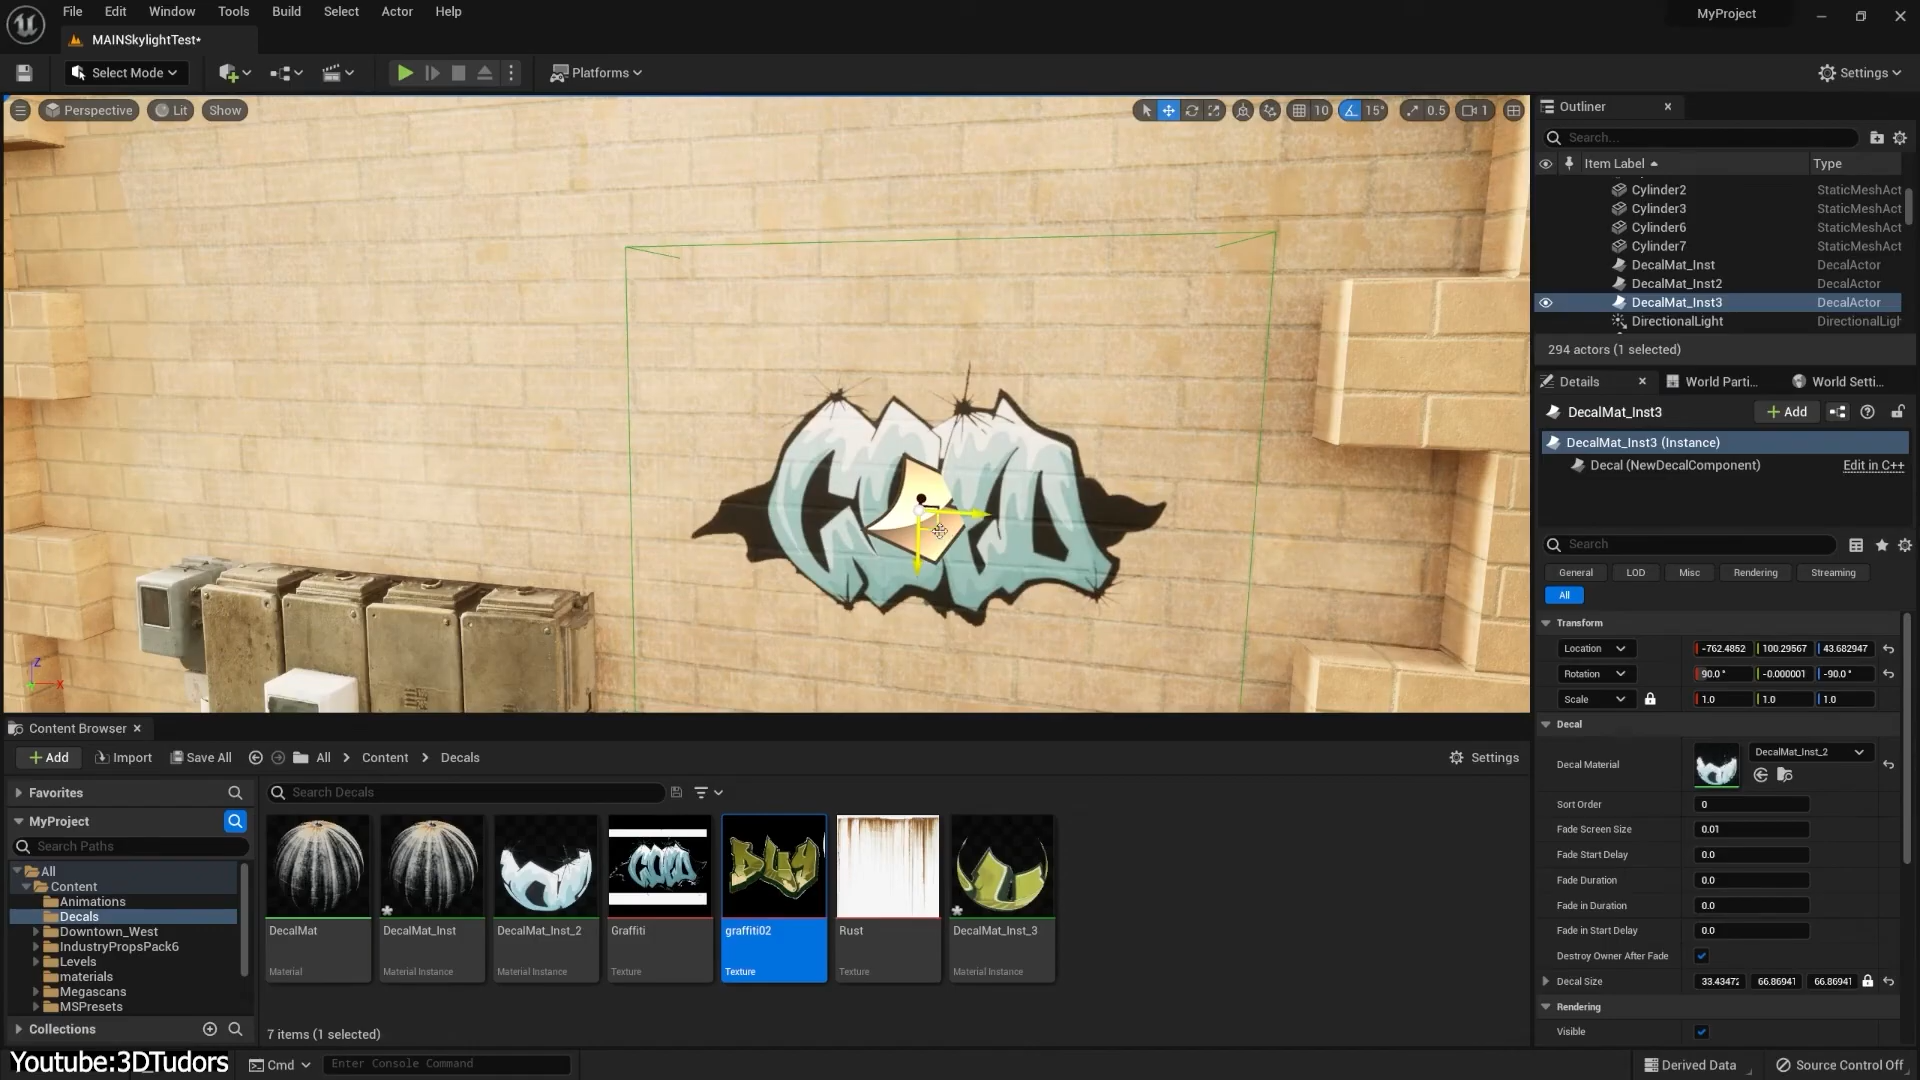 File Edit Window Tools Build Select Actor Help
MyProject
MAINSkylightTest*
Select Mode
Platforms
Settings
Perspective Lit Show
10 15° 0.5 1
COLD
Outliner
Search...
Item Label Type
Cylinder2 StaticMeshAct
Cylinder3 StaticMeshAct
Cylinder6 StaticMeshAct
Cylinder7 StaticMeshAct
DecalMat_Inst DecalActor
DecalMat_Inst2 DecalActor
DecalMat_Inst3 DecalActor
DirectionalLight DirectionalLigh
294 actors (1 selected)
Details World Parti... World Setti...
DecalMat_Inst3 Add
DecalMat_Inst3 (Instance)
Decal (NewDecalComponent) Edit in C++
Search
General LOD Misc Rendering Streaming
All
Transform
Location -762.4852 100.29567 43.682947
Rotation 90.0° -0.000001 -90.0°
Scale 1.0 1.0 1.0
Decal
Decal Material DecalMat_Inst_2
Sort Order 0
Fade Screen Size 0.01
Fade Start Delay 0.0
Fade Duration 0.0
Fade in Duration 0.0
Fade in Start Delay 0.0
Destroy Owner After Fade
Decal Size 33.43472 66.86941 66.86941
Rendering
Visible
Z
X
Content Browser
Add Import Save All All Content Decals Settings
Favorites
MyProject
Search Paths
All
Content
Animations
Decals
Downtown_West
IndustryPropsPack6
Levels
materials
Megascans
MSPresets
Collections
Search Decals
DecalMat
Material
DecalMat_Inst
Material Instance
DecalMat_Inst_2
Material Instance
COLD
Graffiti
Texture
graffiti02
Texture
Rust
Texture
DecalMat_Inst_3
Material Instance
7 items (1 selected)
Youtube:3DTudors
Cmd Enter Console Command
Derived Data Source Control Off